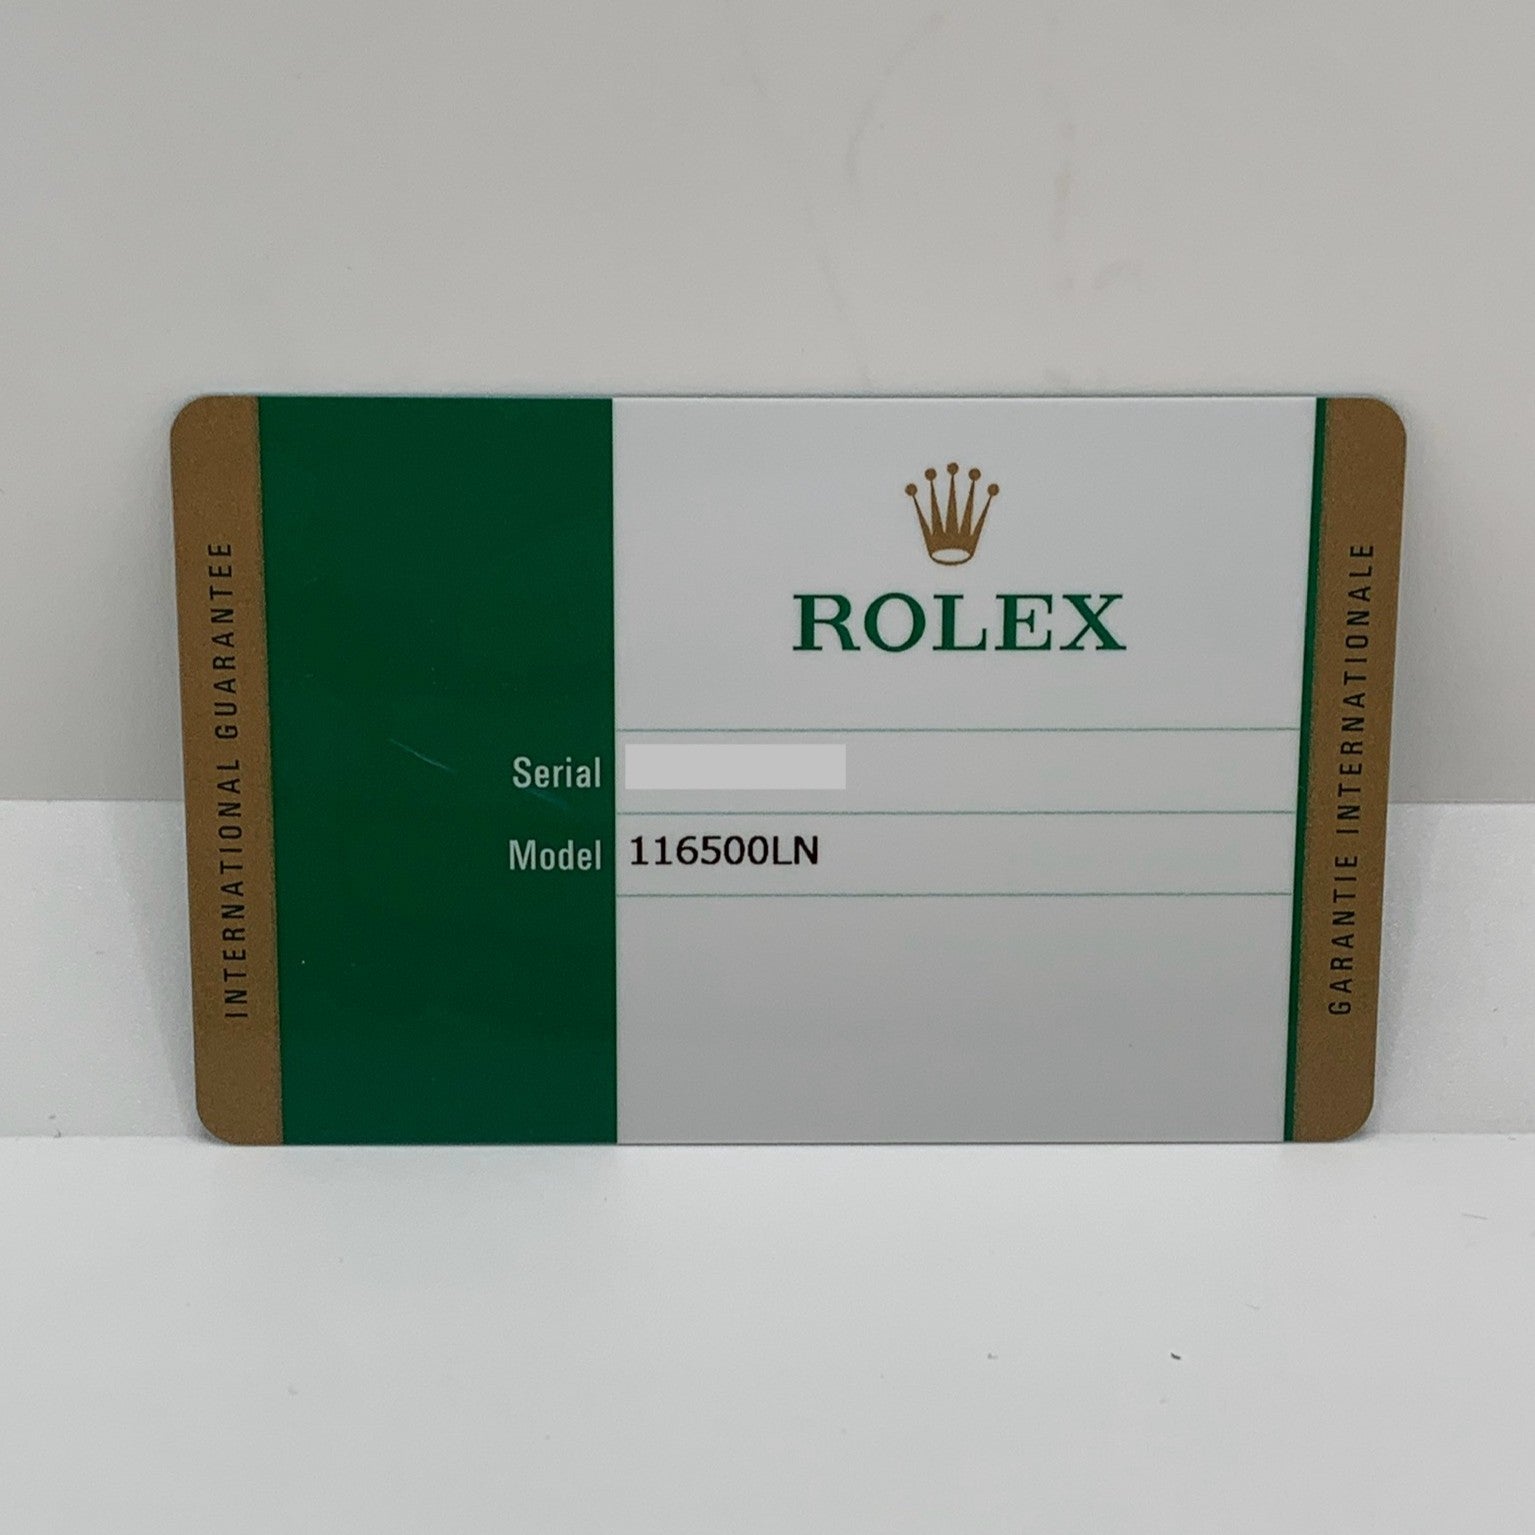 INTERNATIONAL GUARANTEE
ROLEX
Serial
Model 116500LN
GARANTIE INTERNATIONALE